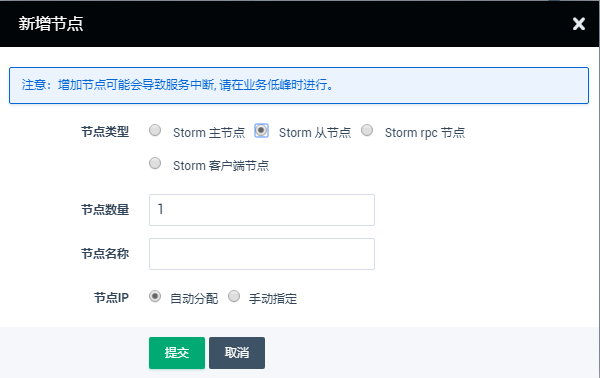 新增节点
注意：增加节点可能会导致服务中断, 请在业务低峰时进行。
节点类型 Storm 主节点 Storm 从节点 Storm rpc 节点
Storm 客户端节点
节点数量 1
节点名称
节点IP 自动分配 手动指定
提交 取消